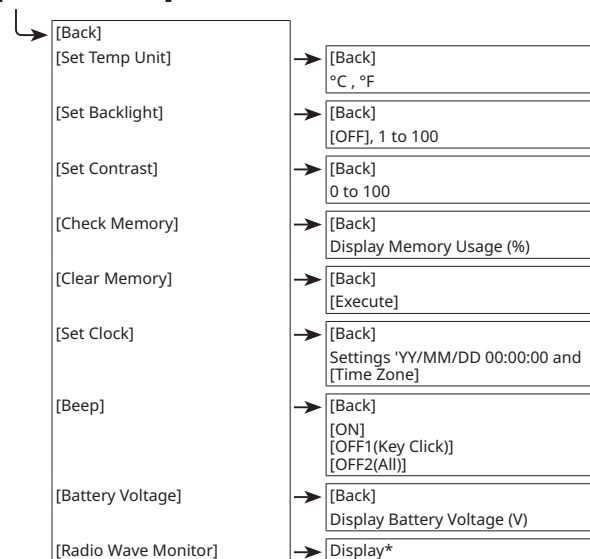 [Back]
[Set Temp Unit]
[Back]
°C , °F
[Set Backlight]
[Back]
[OFF], 1 to 100
[Set Contrast]
[Back]
0 to 100
[Check Memory]
[Back]
Display Memory Usage (%)
[Clear Memory]
[Back]
[Execute]
[Set Clock]
[Back]
Settings 'YY/MM/DD 00:00:00 and
[Time Zone]
[Beep]
[Back]
[ON]
[OFF1(Key Click)]
[OFF2(All)]
[Battery Voltage]
[Back]
Display Battery Voltage (V)
[Radio Wave Monitor]
Display*